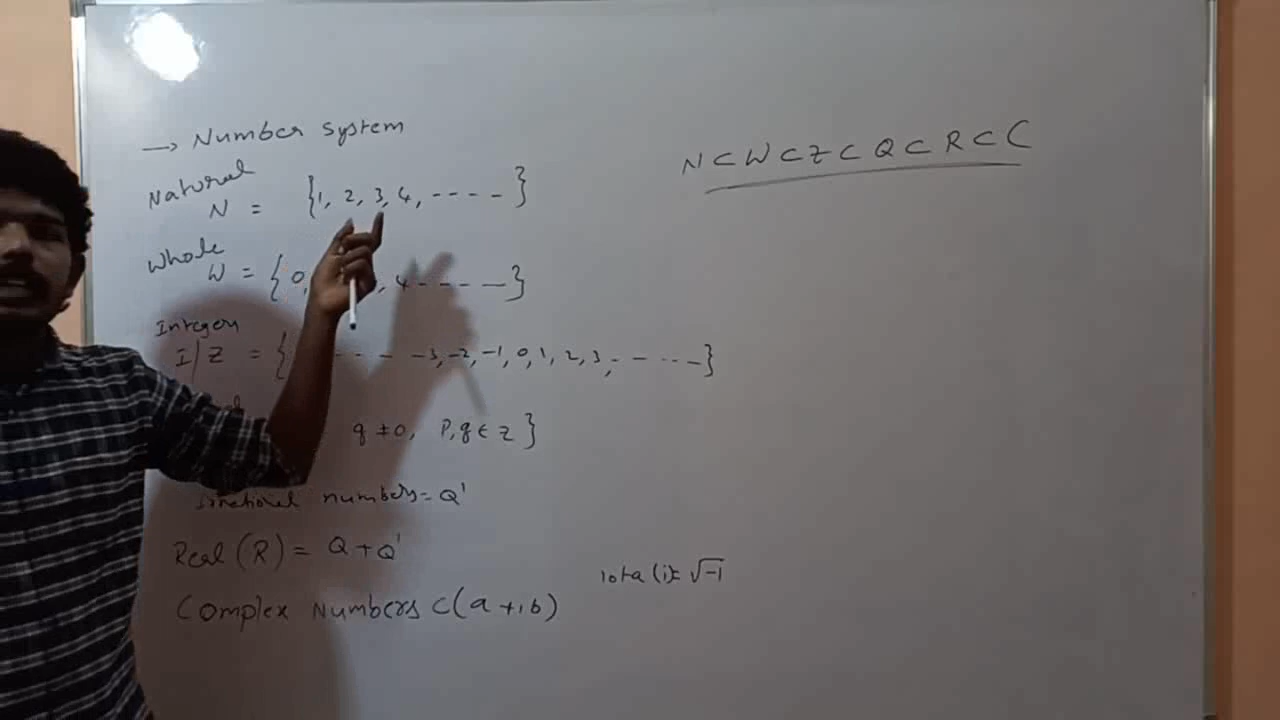 → Number system
Natural
N = {1, 2, 3, 4, - - - - }
Whole
W = { 0, , 4 - - - - }
Integers
I/Z = { - - - -3, -2, -1, 0, 1, 2, 3, - - - - }
q ≠ 0, P, q ∈ Z }
Irrational numbers = Q'
Real (R) = Q + Q'
Complex Numbers C(a + ib)
iota (i)= √-1
N ⊂ W ⊂ Z ⊂ Q ⊂ R ⊂ C